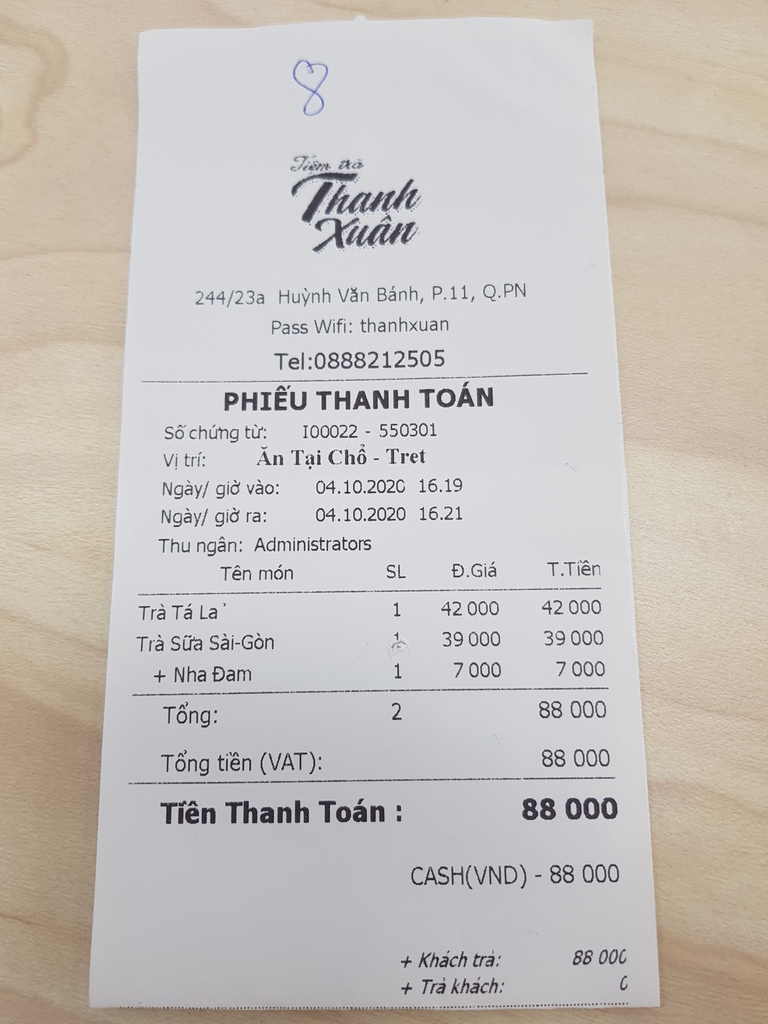 8
Tiệm trà
Thanh
Xuân
244/23a Huỳnh Văn Bánh, P.11, Q.PN
Pass Wifi: thanhxuan
Tel:0888212505
PHIẾU THANH TOÁN
Số chứng từ: I00022 - 550301
Vị trí: Ăn Tại Chổ - Tret
Ngày/ giờ vào: 04.10.2020 16.19
Ngày/ giờ ra: 04.10.2020 16.21
Thu ngân: Administrators
Tên món SL Đ.Giá T.Tiền
Trà Tá Lả 1 42 000 42 000
Trà Sữa Sài-Gòn 1 39 000 39 000
+ Nha Đam 1 7 000 7 000
Tổng: 2 88 000
Tổng tiền (VAT): 88 000
Tiền Thanh Toán : 88 000
CASH(VND) - 88 000
+ Khách trả: 88 000
+ Trả khách: 0